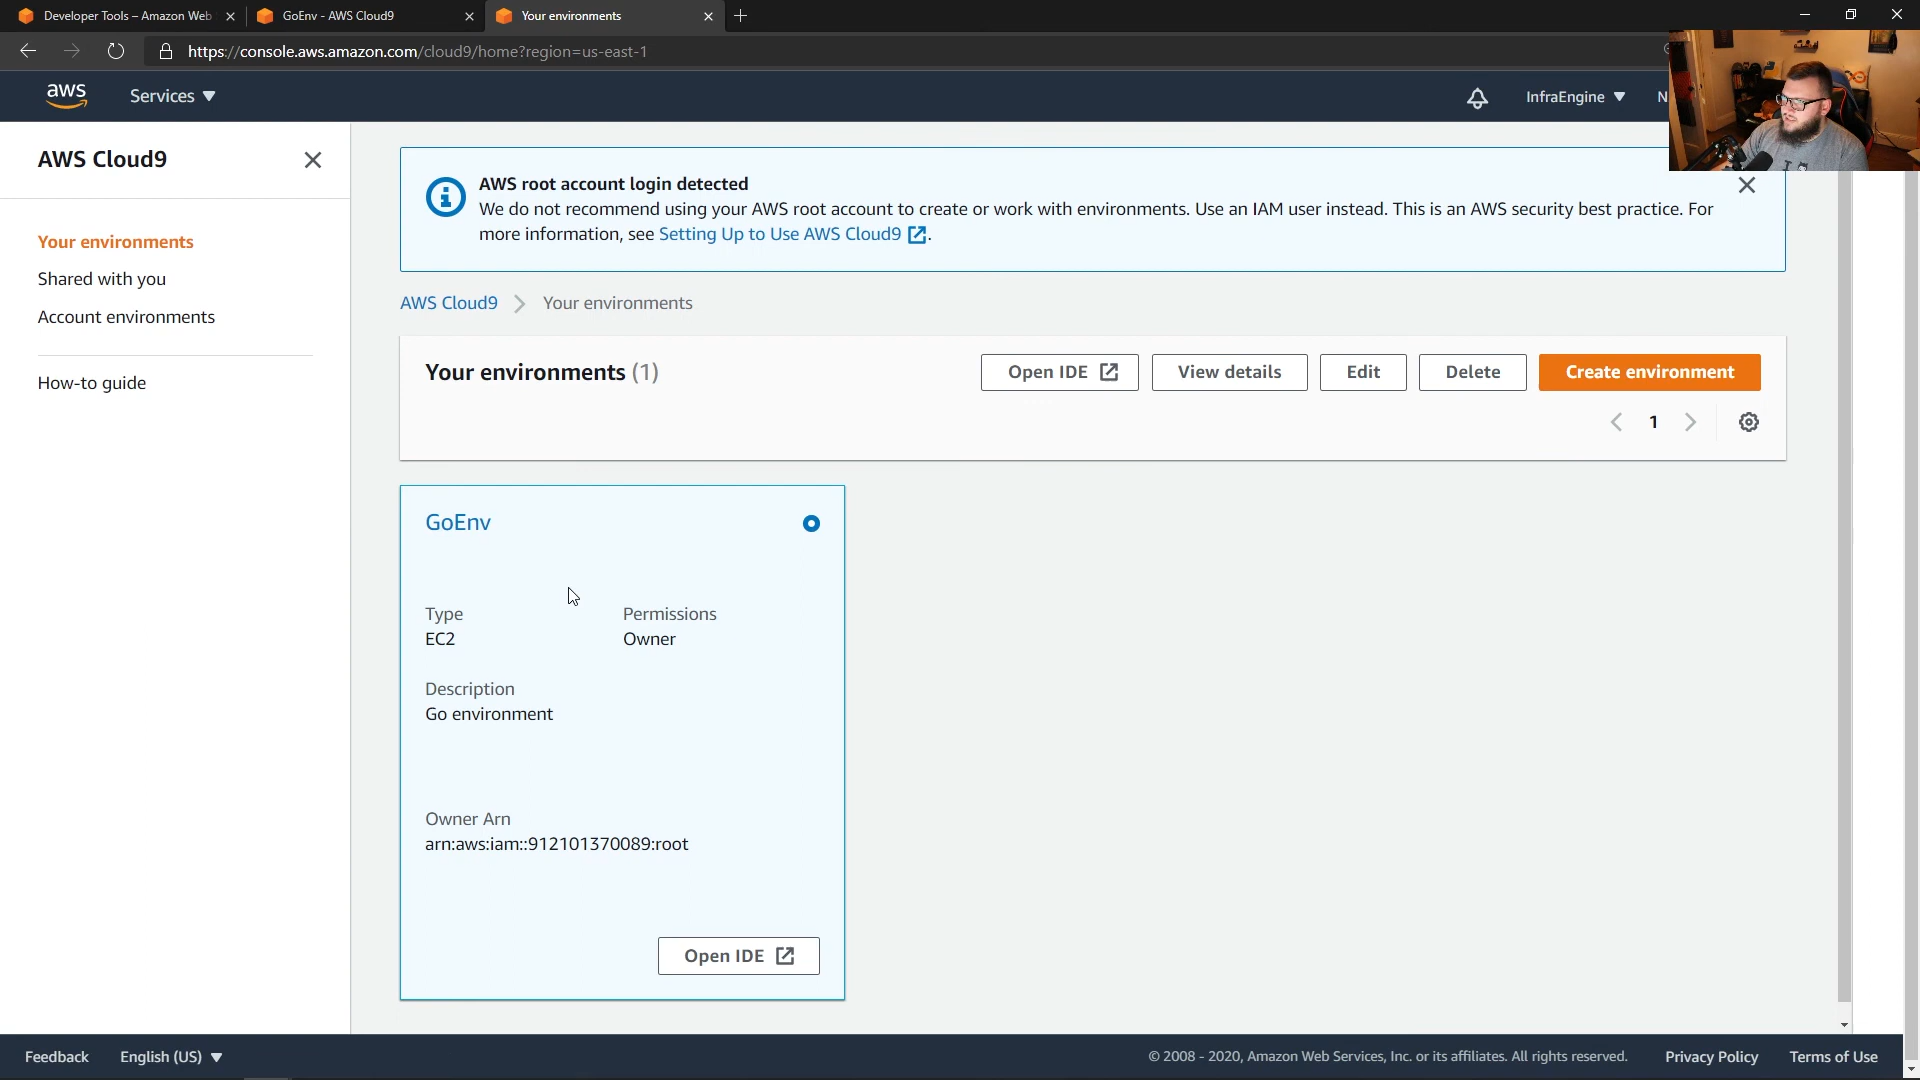 Developer Tools – Amazon Web
GoEnv - AWS Cloud9
Your environments
https://console.aws.amazon.com/cloud9/home?region=us-east-1
aws
Services
InfraEngine
N
AWS Cloud9
Your environments
Shared with you
Account environments
How-to guide
AWS root account login detected
We do not recommend using your AWS root account to create or work with environments. Use an IAM user instead. This is an AWS security best practice. For
more information, see Setting Up to Use AWS Cloud9.
AWS Cloud9 > Your environments
Your environments (1)
Open IDE
View details
Edit
Delete
Create environment
1
GoEnv
Type
EC2
Permissions
Owner
Description
Go environment
Owner Arn
arn:aws:iam::912101370089:root
Open IDE
Feedback
English (US)
© 2008 - 2020, Amazon Web Services, Inc. or its affiliates. All rights reserved.
Privacy Policy
Terms of Use